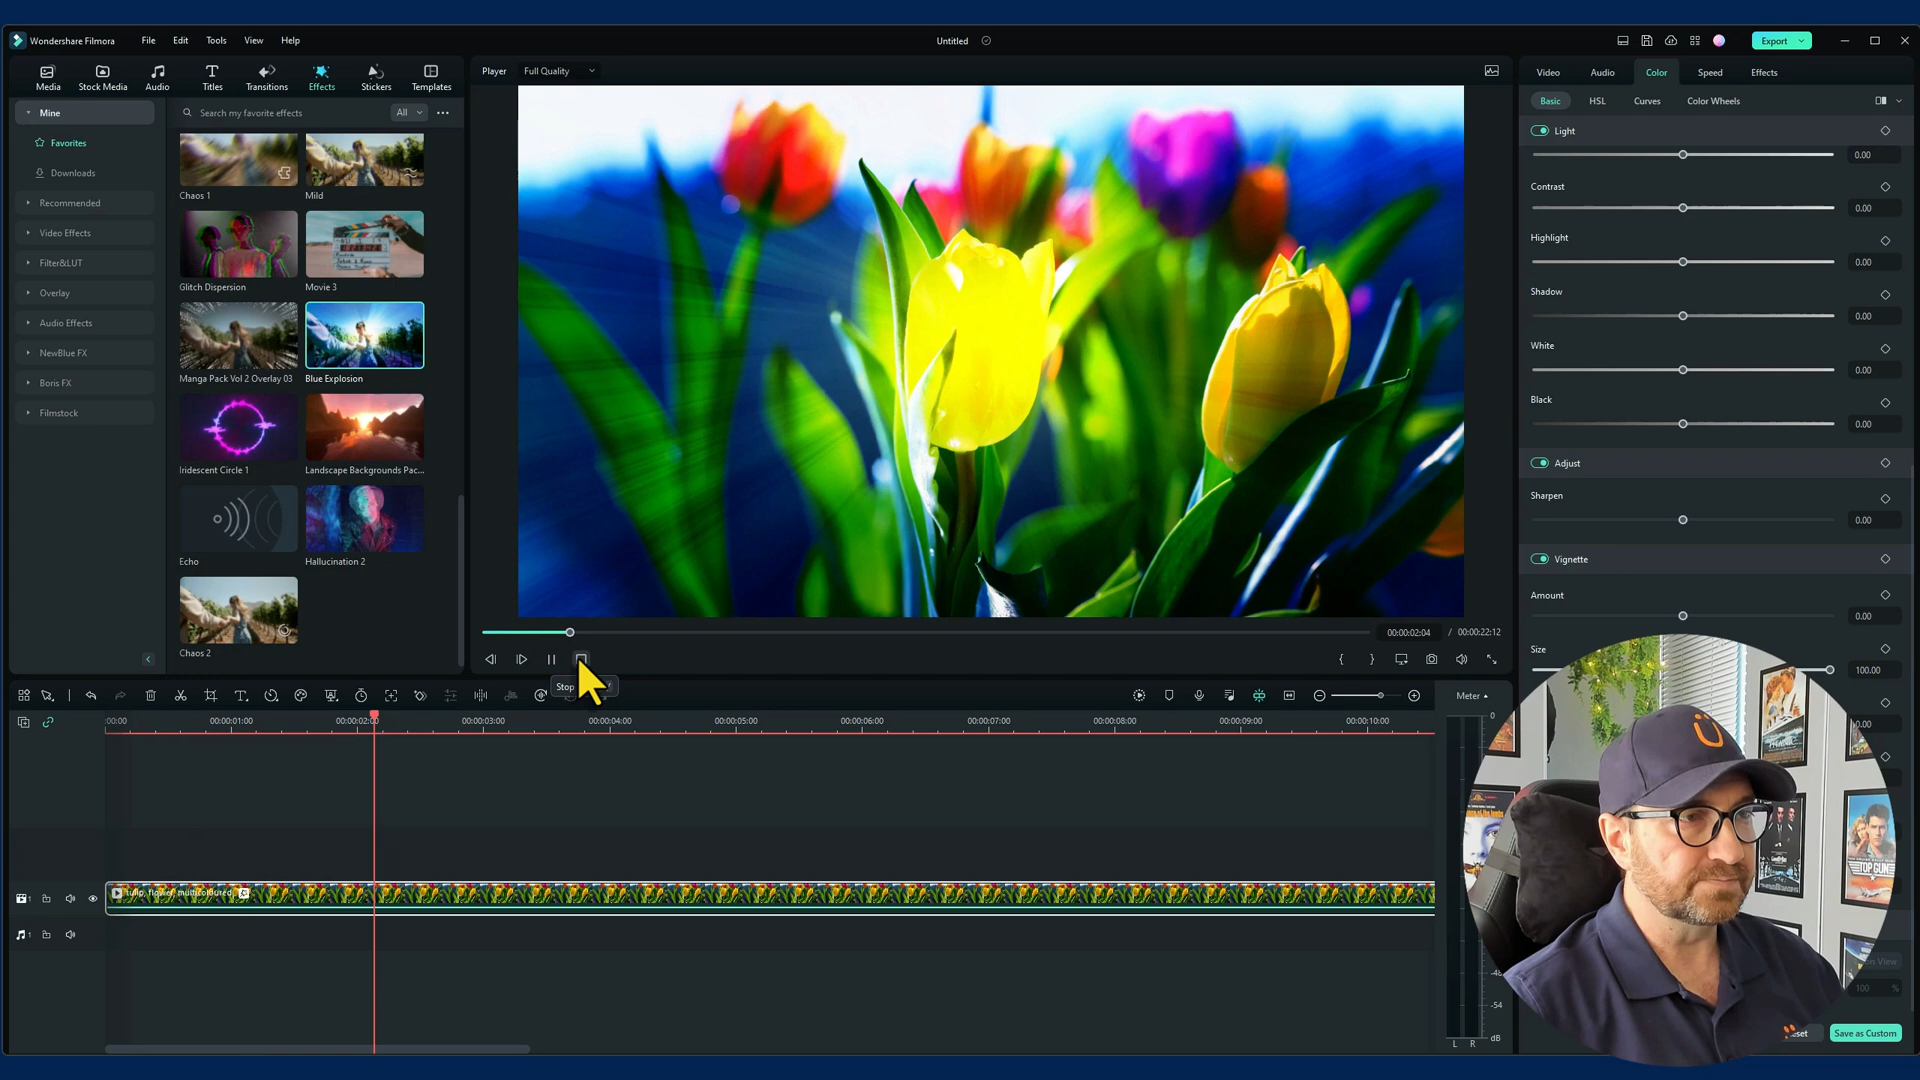 Wondershare Filmora
File
Edit
Tools
View
Help
Untitled
Export
Media
Stock Media
Audio
Titles
Transitions
Effects
Stickers
Templates
Player
Full Quality
Video
Audio
Color
Speed
Effects
Mine
Search my favorite effects
All
Basic
HSL
Curves
Color Wheels
Favorites
Downloads
Recommended
Video Effects
Filter&LUT
Overlay
Audio Effects
NewBlue FX
Boris FX
Filmstock
Chaos 1
Mild
Glitch Dispersion
Movie 3
Manga Pack Vol 2 Overlay 03
Blue Explosion
Iridescent Circle 1
Landscape Backgrounds Pac...
Echo
Hallucination 2
Chaos 2
Light
0.00
Contrast
0.00
Highlight
0.00
Shadow
0.00
White
0.00
Black
0.00
Adjust
Sharpen
0.00
Vignette
Amount
0.00
Size
100.00
0.00
00:00:02:04 / 00:00:22:12
Stop
Meter
:00:00
00:00:01:00
00:00:02:00
00:00:03:00
00:00:04:00
00:00:05:00
00:00:06:00
00:00:07:00
00:00:08:00
00:00:09:00
00:00:10:00
tulip, flower, multicoloured,
1
1
0
-54
dB
L R
TOP GUN
100 %
Save as Custom